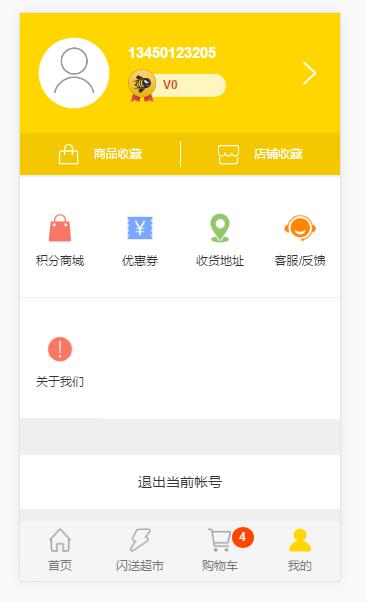 13450123205
V0
商品收藏 店铺收藏
积分商城 优惠券 收货地址 客服/反馈
关于我们
退出当前帐号
4
首页 闪送超市 购物车 我的